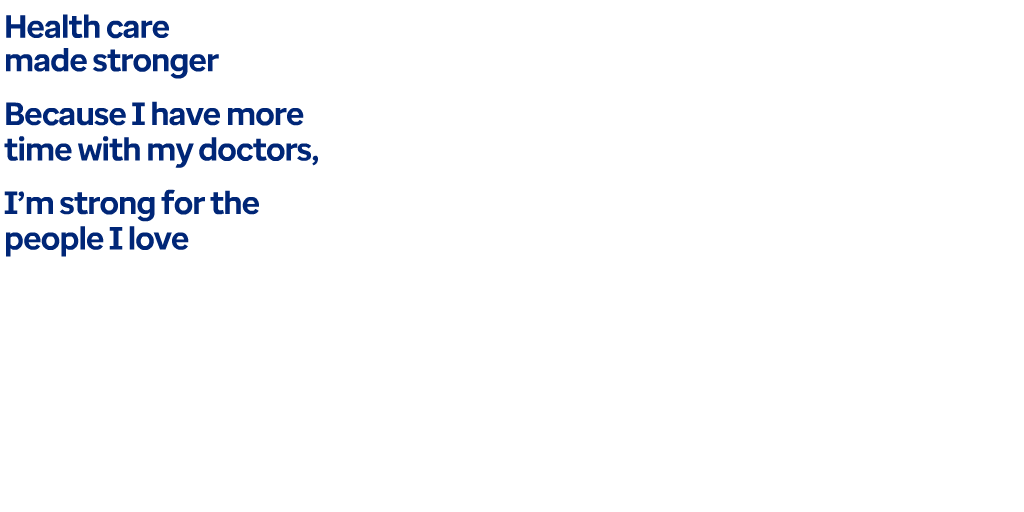 Health care
made stronger
Because I have more
time with my doctors,
I’m strong for the
people I love